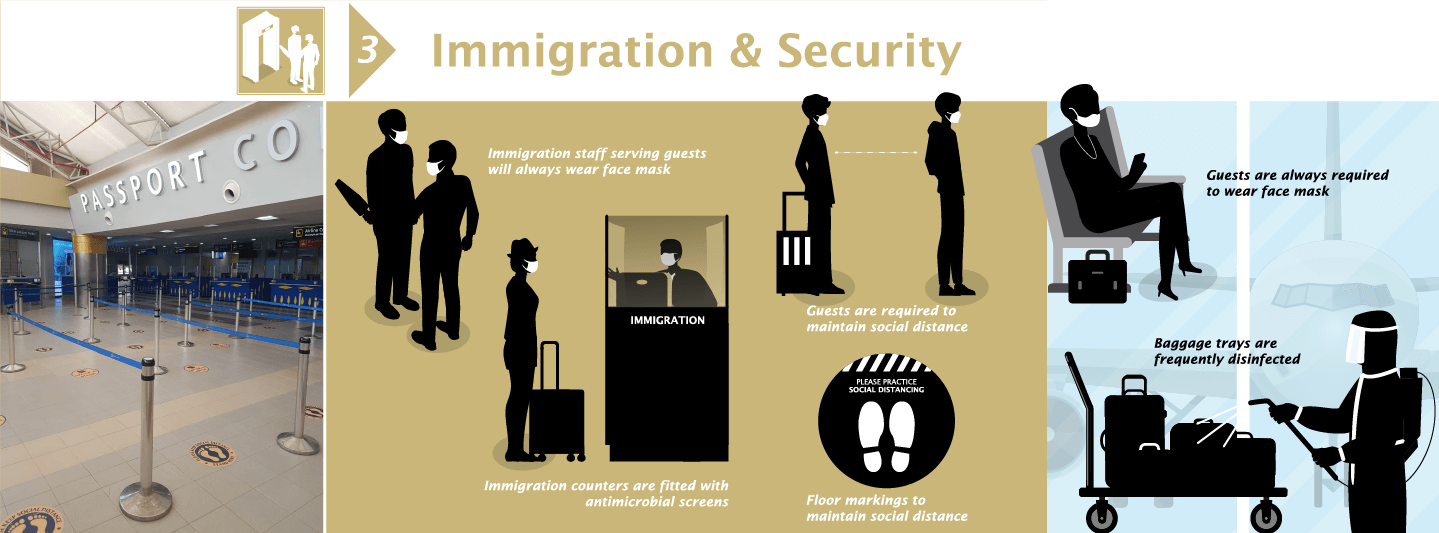 3
Immigration & Security
PASSPORT CO
Immigration staff serving guests
will always wear face mask
IMMIGRATION
Immigration counters are fitted with
antimicrobial screens
Guests are required to
maintain social distance
PLEASE PRACTICE
SOCIAL DISTANCING
Floor markings to
maintain social distance
Guests are always required
to wear face mask
Baggage trays are
frequently disinfected